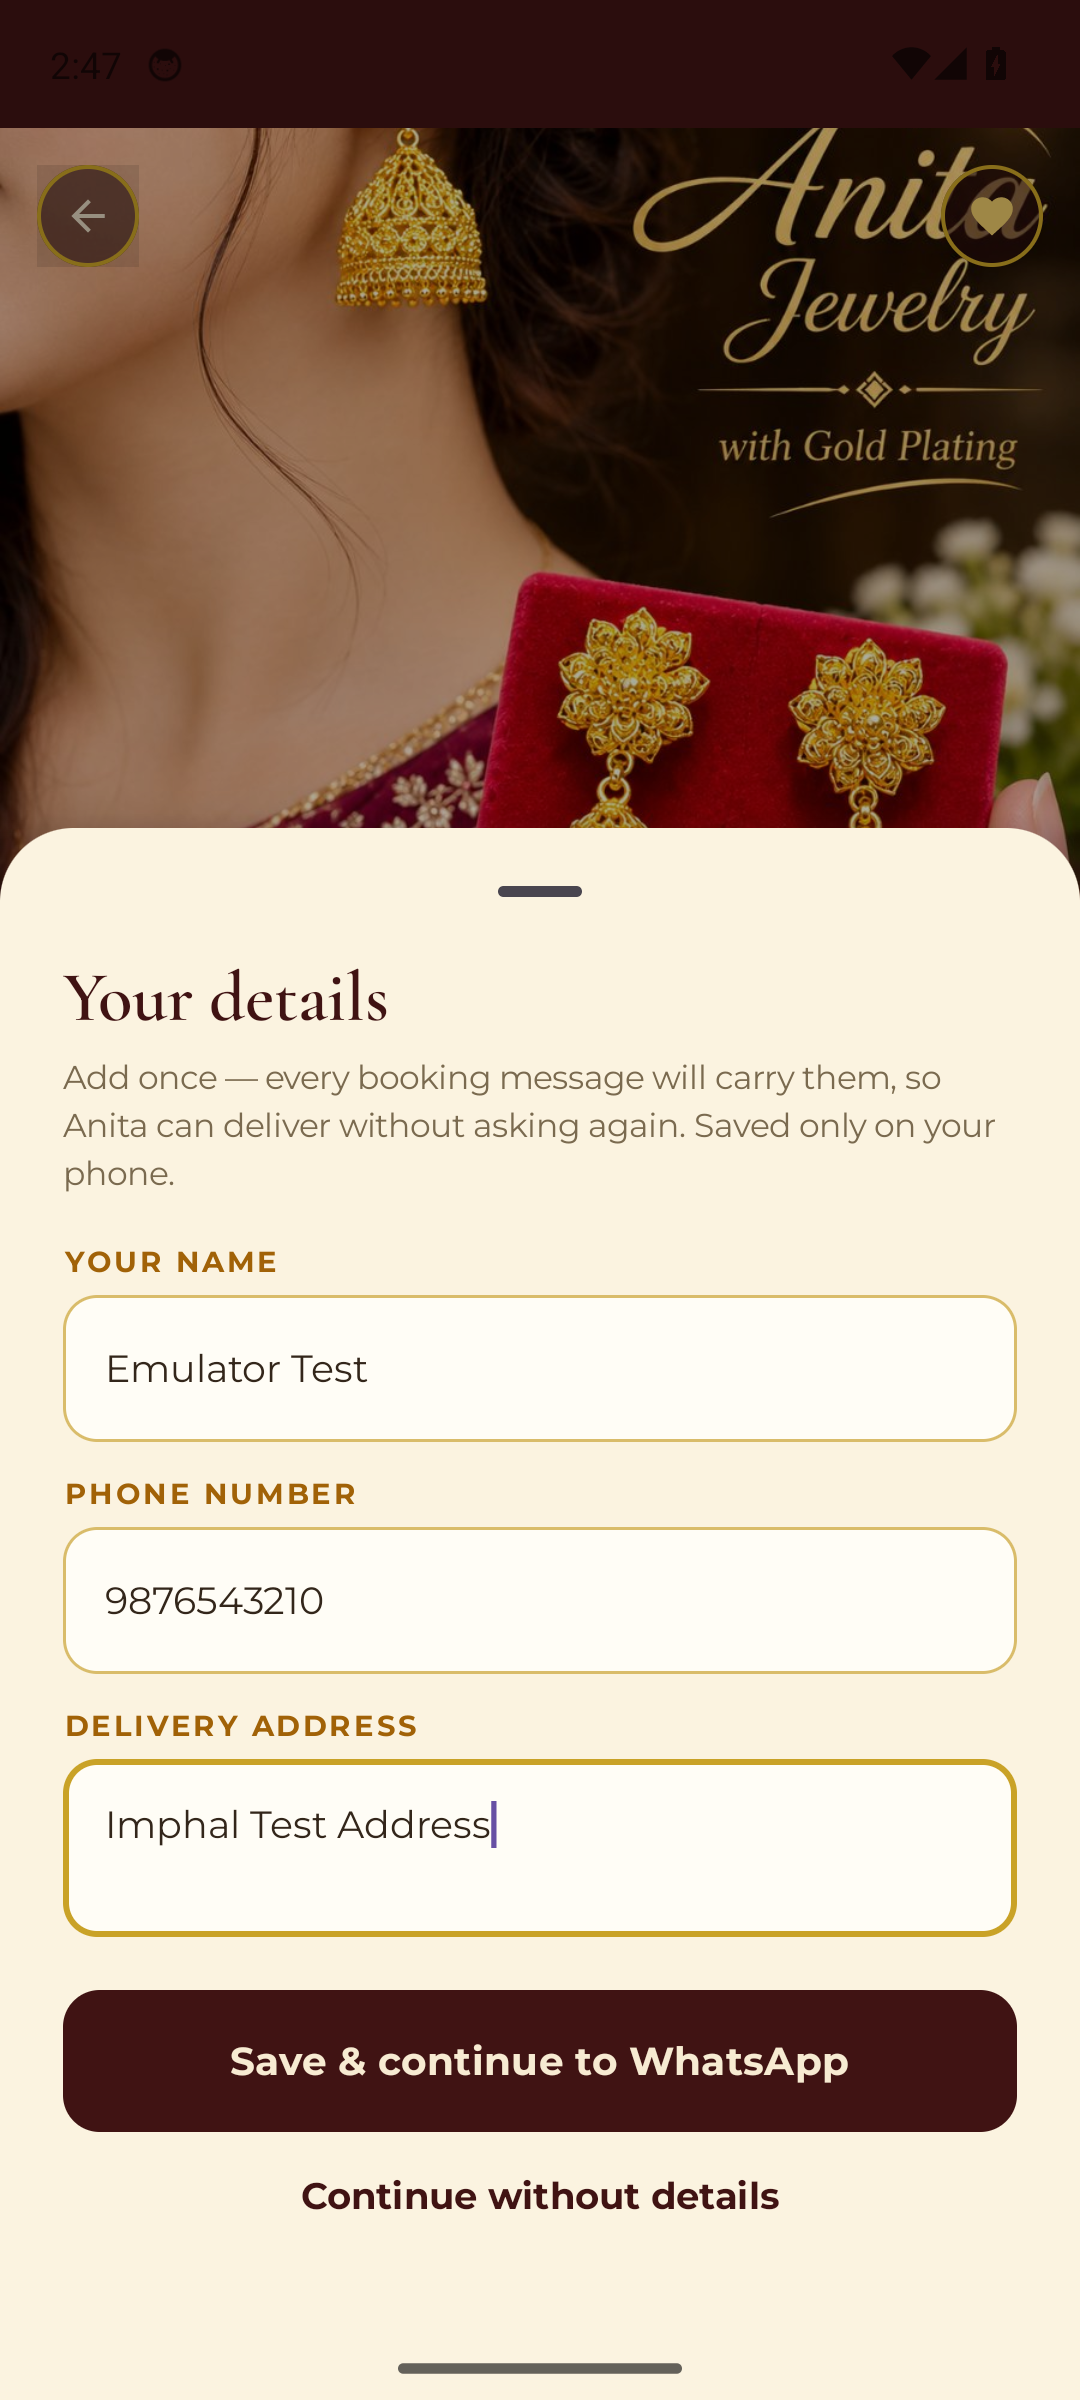 2:47
Anita
Jewelry
with Gold Plating
Your details
Add once — every booking message will carry them, so
Anita can deliver without asking again. Saved only on your
phone.
YOUR NAME
Emulator Test
PHONE NUMBER
9876543210
DELIVERY ADDRESS
Imphal Test Address
Save & continue to WhatsApp
Continue without details